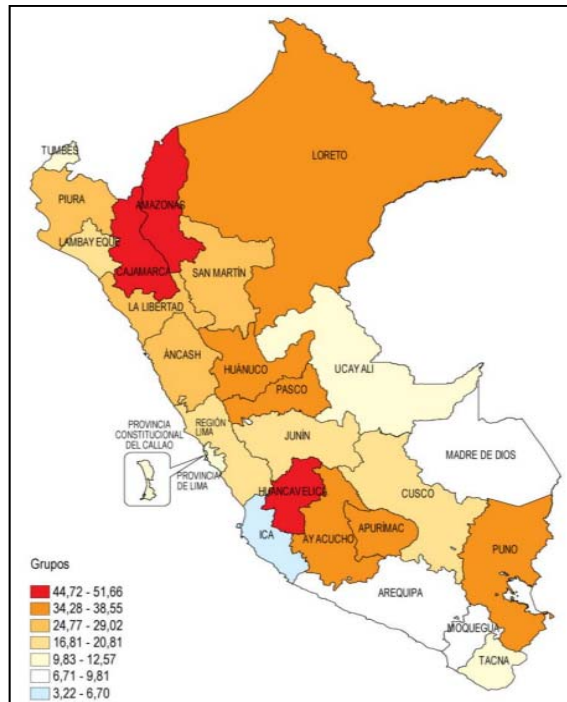 TUMBES
LORETO
PIURA
AMAZONAS
LAMBAYEQUE
CAJAMARCA
SAN MARTÍN
LA LIBERTAD
ÁNCASH
HUÁNUCO
UCAYALI
PASCO
PROVINCIA
CONSTITUCIONAL
DEL CALLAO
REGIÓN
LIMA
JUNÍN
PROVINCIA
DE LIMA
MADRE DE DIOS
HUANCAVELICA
CUSCO
ICA
AYACUCHO
APURÍMAC
PUNO
AREQUIPA
MOQUEGUA
TACNA
Grupos
44,72 - 51,66
34,28 - 38,55
24,77 - 29,02
16,81 - 20,81
9,83 - 12,57
6,71 - 9,81
3,22 - 6,70